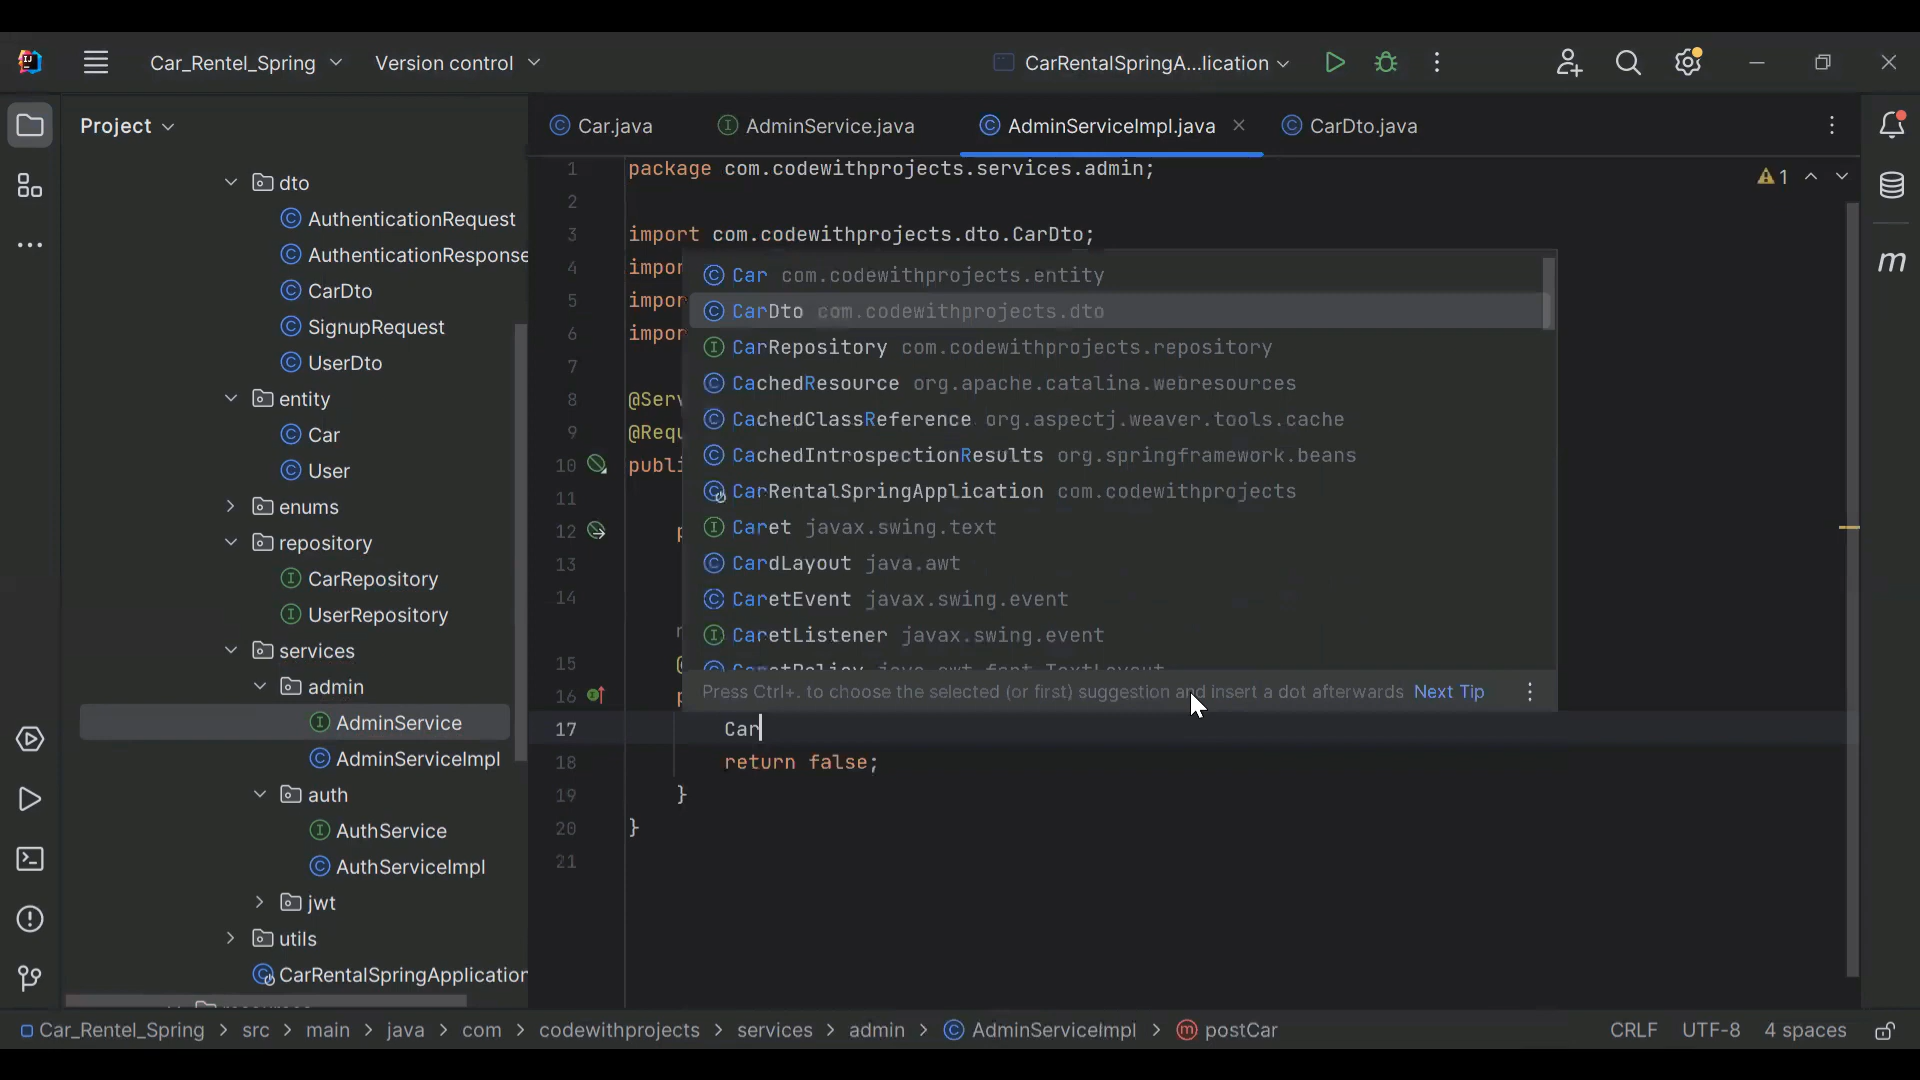 Car_Rentel_Spring
Version control
CarRentalSpringA...lication
Project
Car.java
AdminService.java
AdminServiceImpl.java
CarDto.java
dto
AuthenticationRequest
AuthenticationResponse
CarDto
SignupRequest
UserDto
entity
Car
User
enums
repository
CarRepository
UserRepository
services
admin
AdminService
AdminServiceImpl
auth
AuthService
AuthServiceImpl
jwt
utils
CarRentalSpringApplication
1 package com.codewithprojects.services.admin;
1
2
3 import com.codewithprojects.dto.CarDto;
4 impor
5 impor
6 impor
7
8 @Serv
9 @Requ
10 publi
11
12 p
13
14
15
16 p
Car com.codewithprojects.entity
CarDto com.codewithprojects.dto
CarRepository com.codewithprojects.repository
CachedResource org.apache.catalina.webresources
CachedClassReference org.aspectj.weaver.tools.cache
CachedIntrospectionResults org.springframework.beans
CarRentalSpringApplication com.codewithprojects
Caret javax.swing.text
CardLayout java.awt
CaretEvent javax.swing.event
CaretListener javax.swing.event
CaretPolicy java.awt.font.TextLayout
Press Ctrl+. to choose the selected (or first) suggestion and insert a dot afterwards Next Tip
17 Car
18 return false;
19 }
20 }
21
Car_Rentel_Spring > src > main > java > com > codewithprojects > services > admin > AdminServiceImpl > postCar
CRLF UTF-8 4 spaces